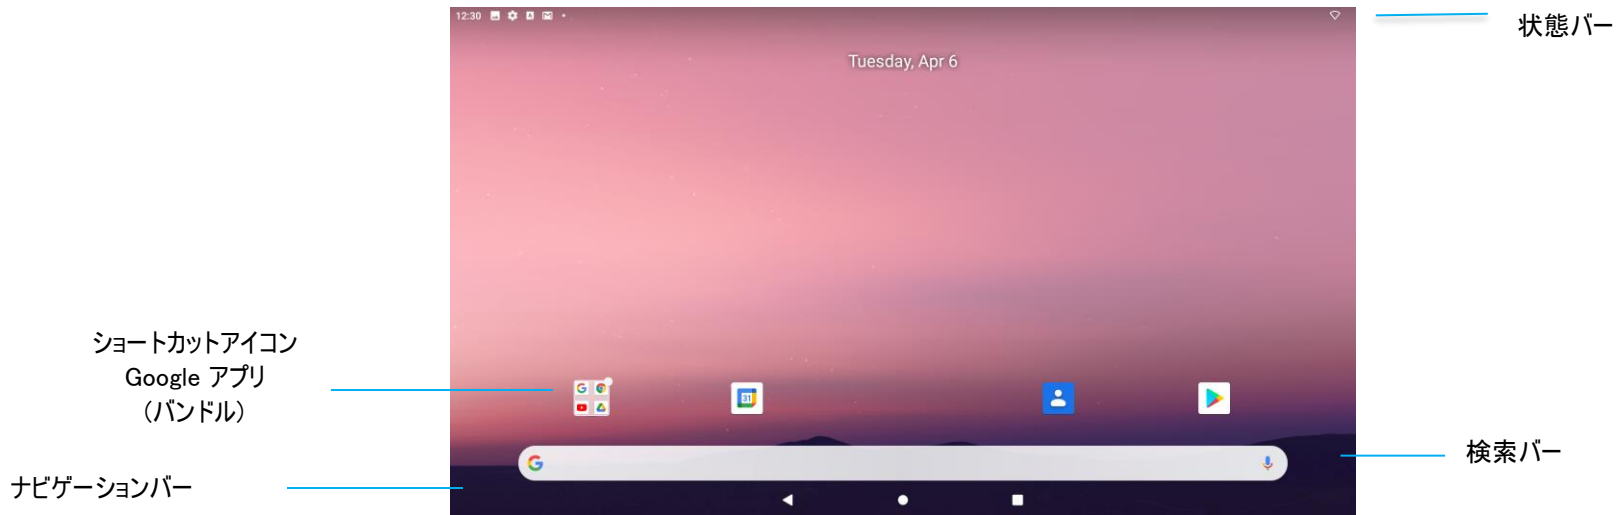 12:30
状態バー
Tuesday, Apr 6
ショートカットアイコン
Google アプリ
(バンドル)
31
検索バー
ナビゲーションバー